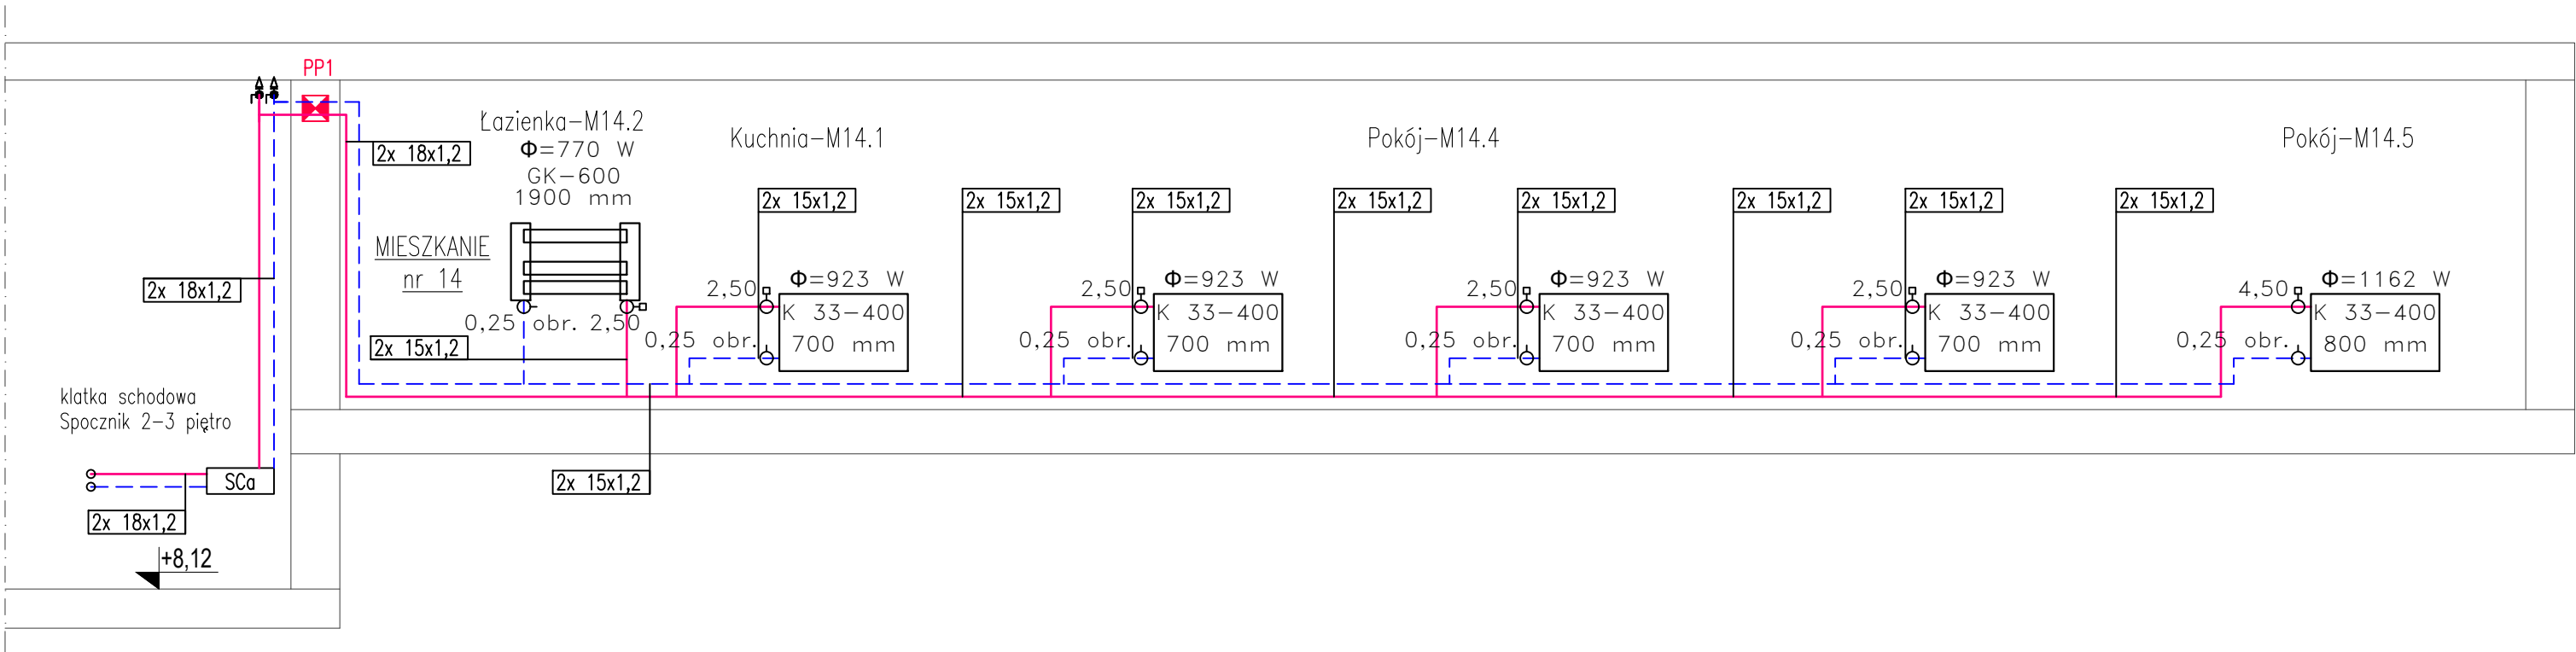 PP1
2x 18x1,2
Łazienka-M14.2
Φ=770 W
GK-600
1900 mm
MIESZKANIE
nr 14
0,25 obr. 2,50
2x 15x1,2
2x 18x1,2
klatka schodowa
Spocznik 2-3 piętro
SCa
2x 18x1,2
+8,12
2x 15x1,2
Kuchnia-M14.1
2x 15x1,2
2,50
Φ=923 W
K 33-400
0,25 obr.
700 mm
2x 15x1,2
2x 15x1,2
2,50
Φ=923 W
K 33-400
0,25 obr.
700 mm
Pokój-M14.4
2x 15x1,2
2x 15x1,2
2,50
Φ=923 W
K 33-400
0,25 obr.
700 mm
2x 15x1,2
2x 15x1,2
2,50
Φ=923 W
K 33-400
0,25 obr.
700 mm
Pokój-M14.5
2x 15x1,2
4,50
Φ=1162 W
K 33-400
0,25 obr.
800 mm